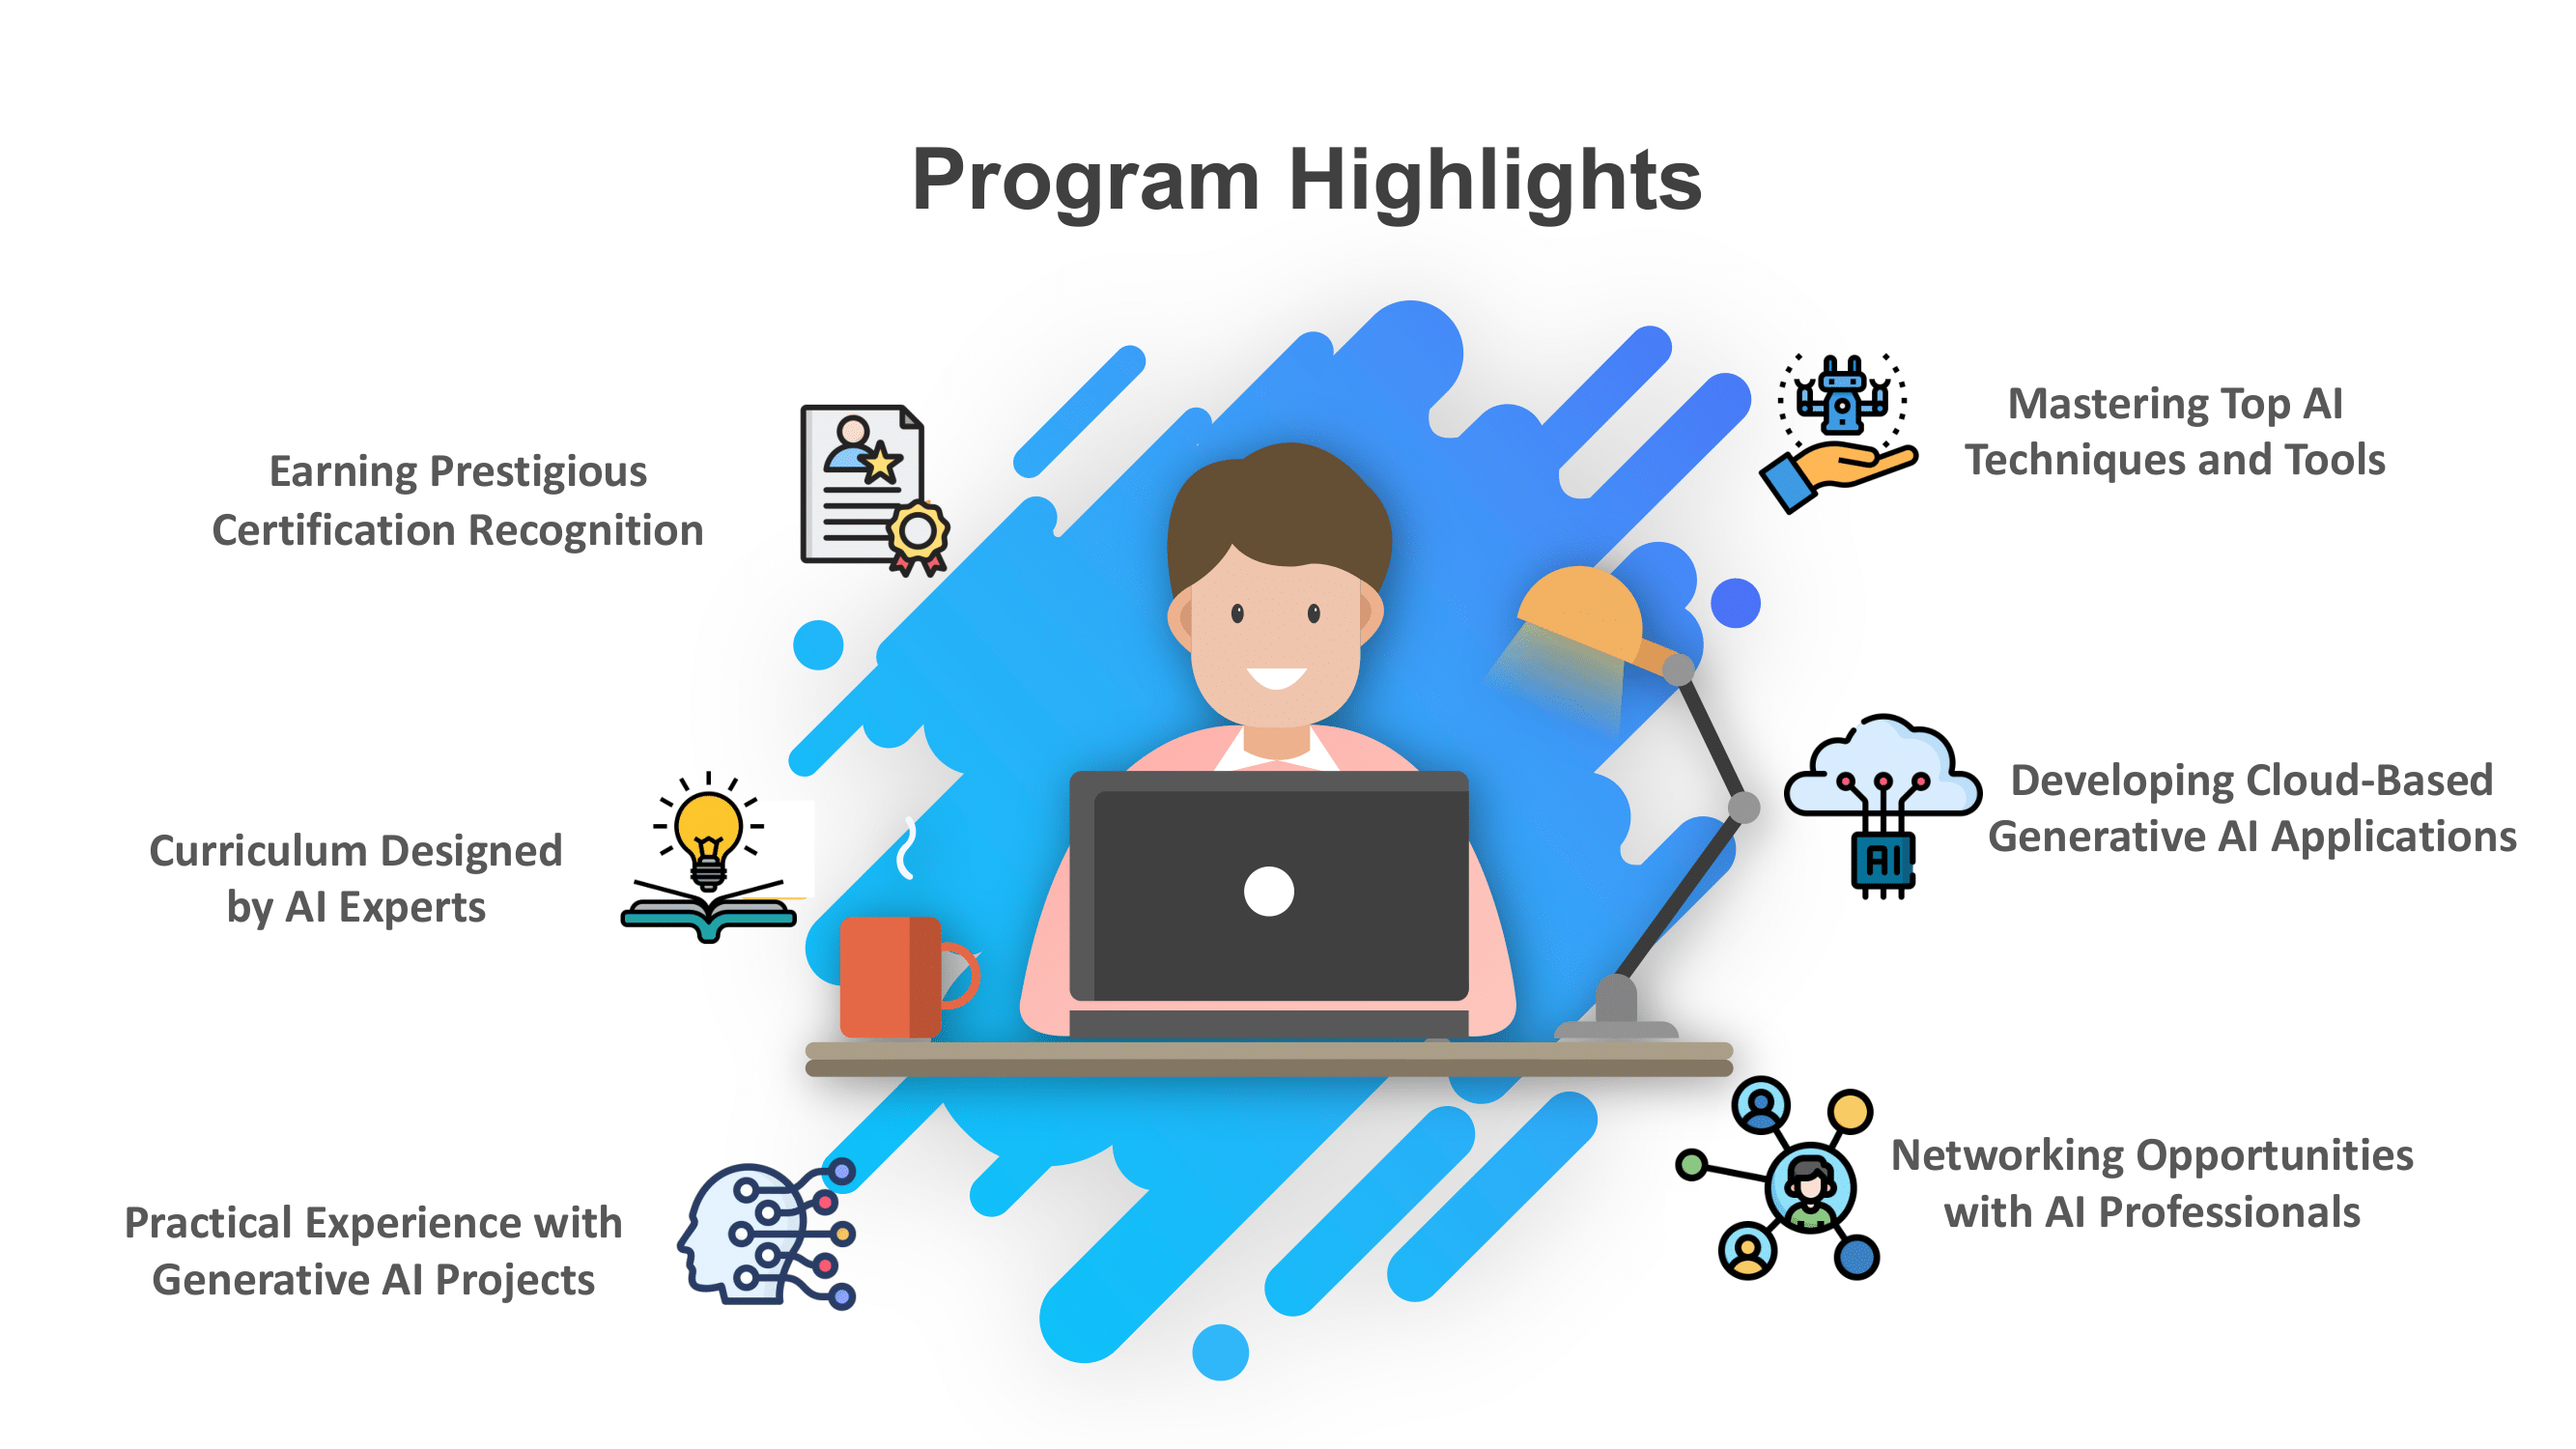 Program Highlights
Earning Prestigious
Certification Recognition
Curriculum Designed
by AI Experts
Practical Experience with
Generative AI Projects
Mastering Top AI
Techniques and Tools
Developing Cloud-Based
Generative AI Applications
AI
Networking Opportunities
with AI Professionals